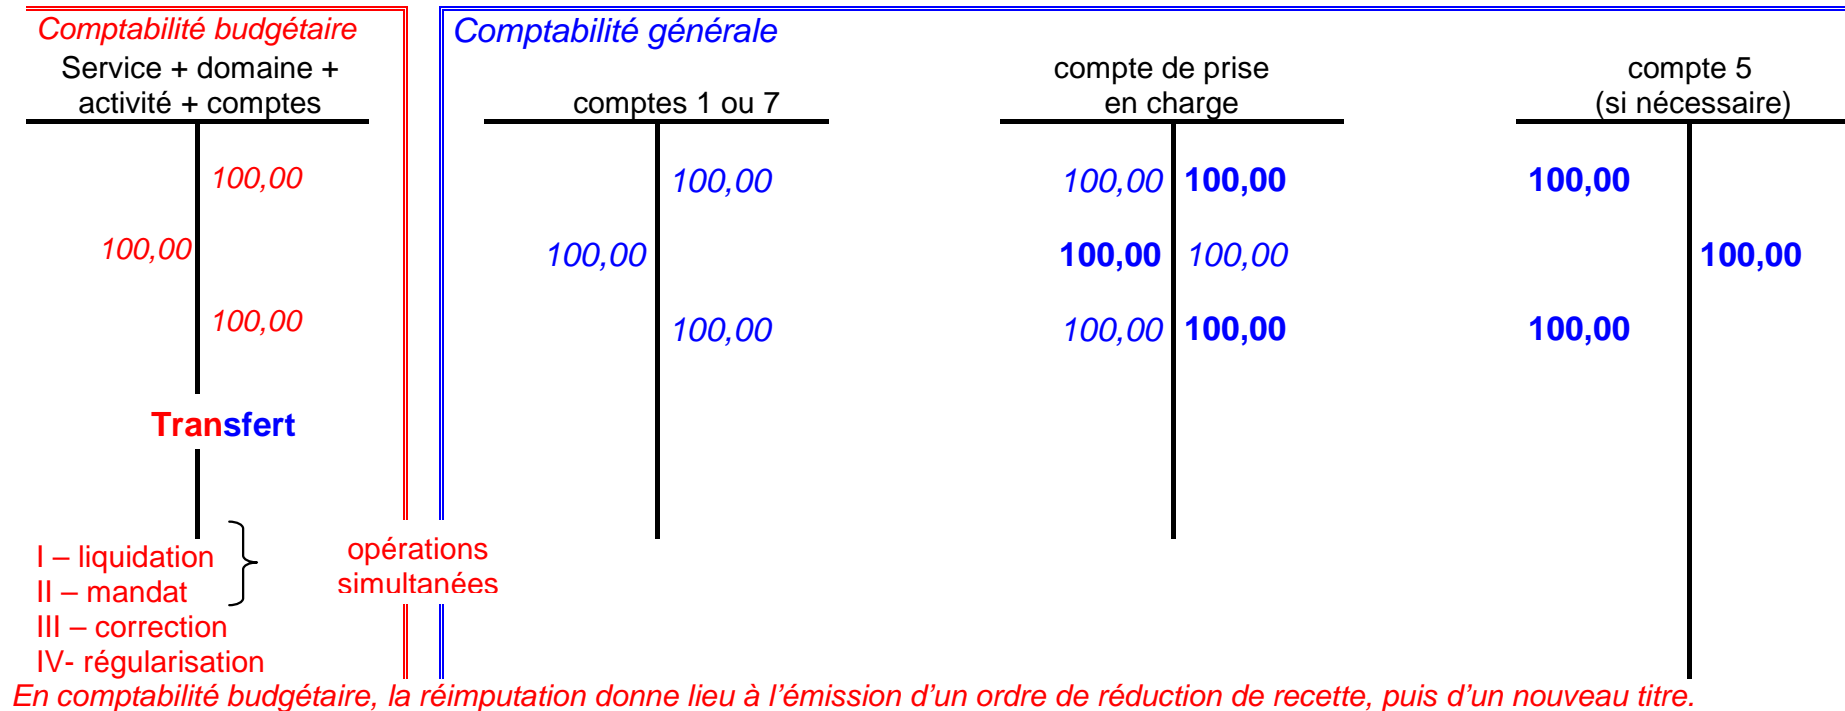 Comptabilité budgétaire
Comptabilité générale
Service + domaine +
activité + comptes
comptes 1 ou 7
compte de prise
en charge
compte 5
(si nécessaire)
100,00 100,00 100,00 100,00 100,00
100,00 100,00 100,00 100,00 100,00
100,00 100,00 100,00 100,00 100,00
Transfert
I – liquidation
II – mandat
III – correction
IV- régularisation
opérations
simultanées
En comptabilité budgétaire, la réimputation donne lieu à l’émission d’un ordre de réduction de recette, puis d’un nouveau titre.